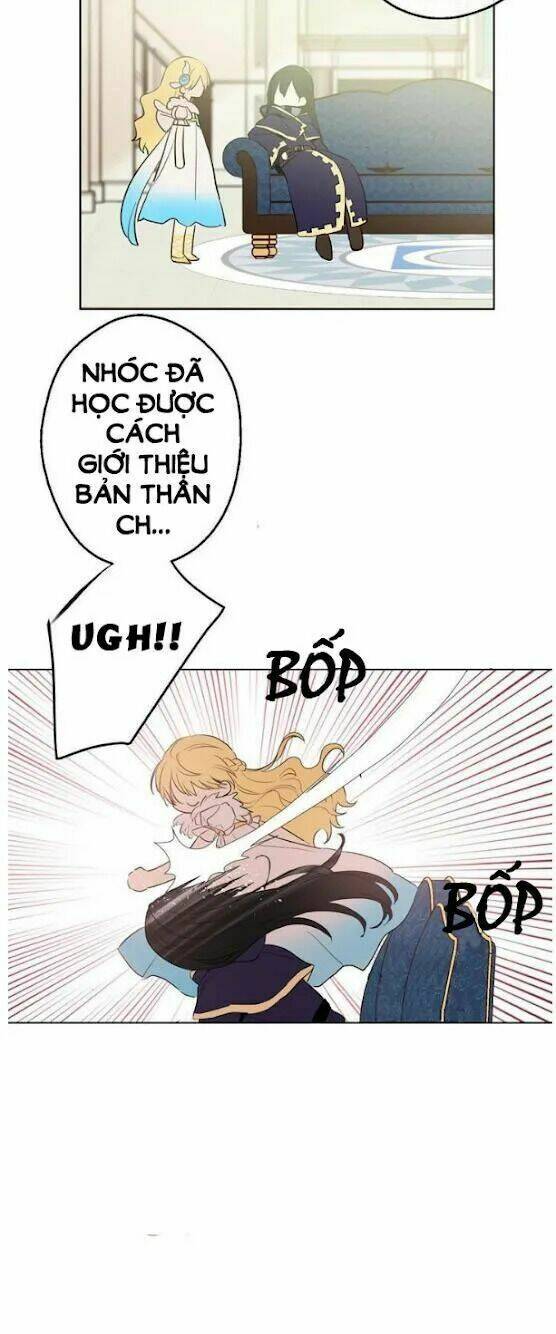 NHÓC ĐÃ
HỌC ĐƯỢC
CÁCH
GIỚI THIỆU
BẢN THÂN
CH...
UGH!!
BỐP
BỐP